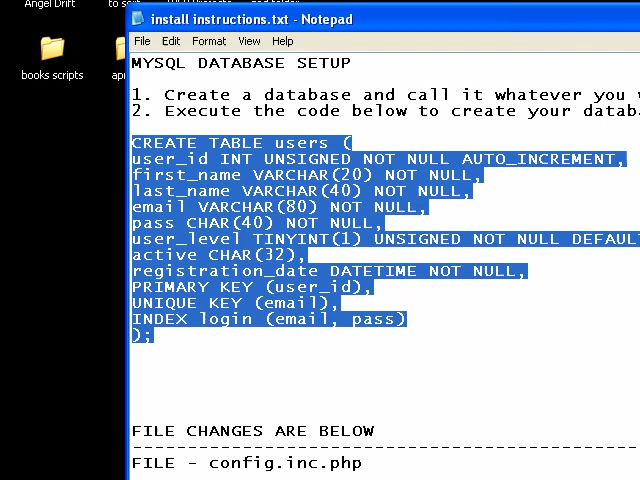 Angel Drift
to sort
install instructions.txt - Notepad
File Edit Format View Help
books scripts
MYSQL DATABASE SETUP
1. Create a database and call it whatever you
2. Execute the code below to create your
CREATE TABLE users (
user_id INT UNSIGNED NOT NULL AUTO_INCREMENT,
first_name VARCHAR(20) NOT NULL,
last_name VARCHAR(40) NOT NULL,
email VARCHAR(80) NOT NULL,
pass CHAR(40) NOT NULL,
user_level TINYINT(1) UNSIGNED NOT NULL DEFAUL
active CHAR(32),
registration_date DATETIME NOT NULL,
PRIMARY KEY (user_id),
UNIQUE KEY (email),
INDEX login (email, pass)
);
FILE CHANGES ARE BELOW
FILE - config.inc.php